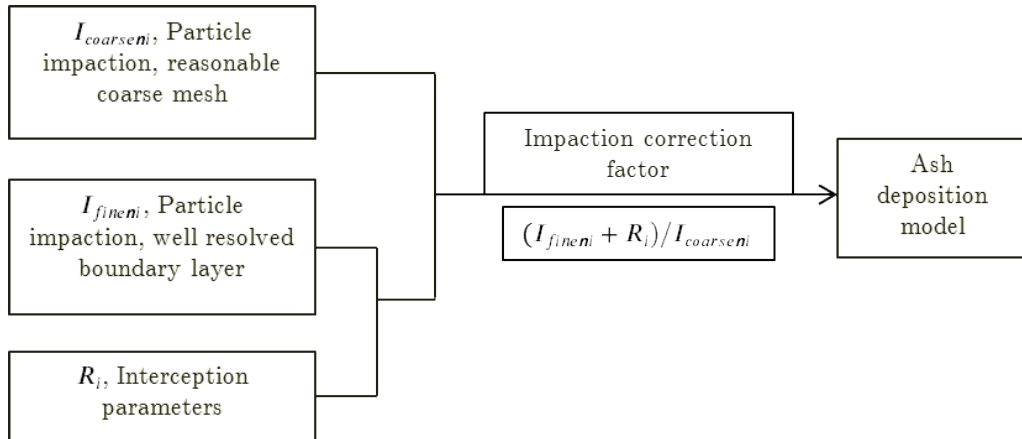 I_coarseni, Particle
impaction, reasonable
coarse mesh
I_fineni, Particle
impaction, well resolved
boundary layer
R_i, Interception
parameters
Impaction correction
factor
(I_fineni + R_i)/I_coarseni
Ash
deposition
model